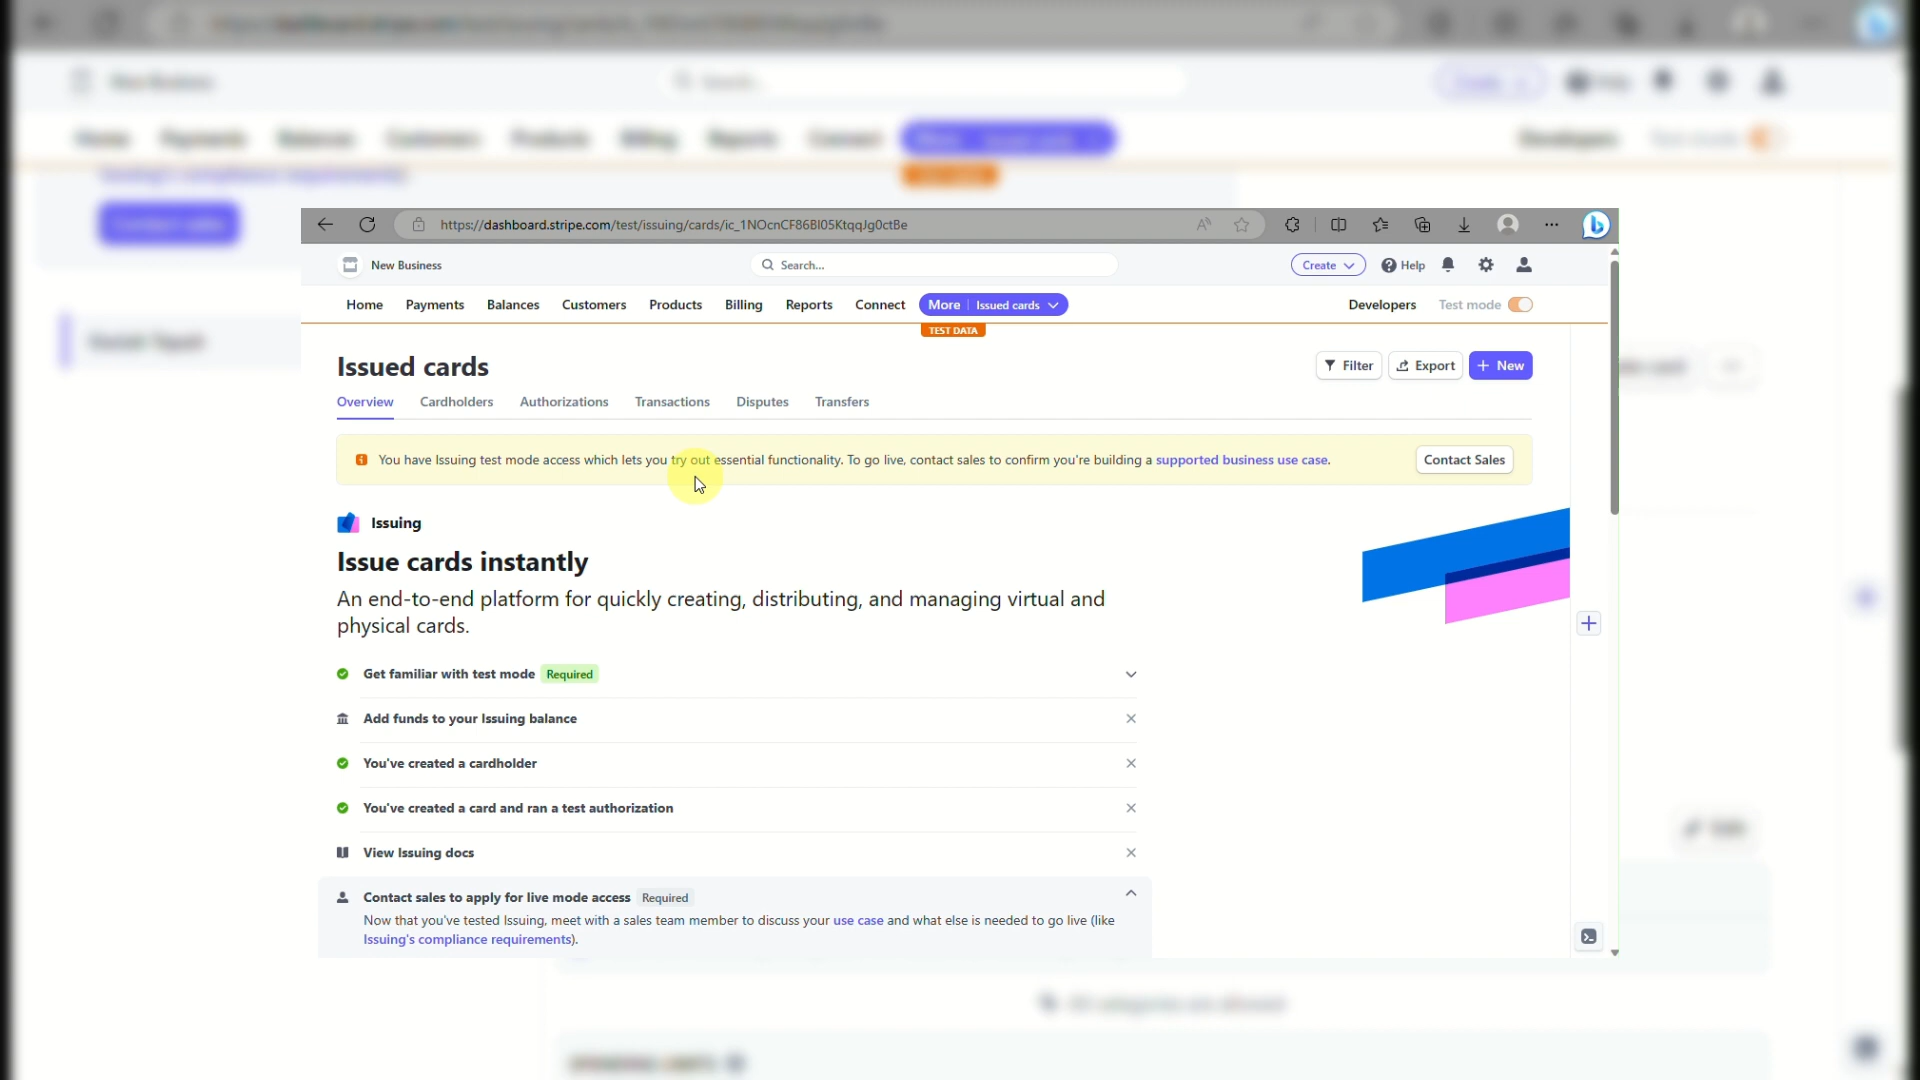 https://dashboard.stripe.com/test/issuing/cards/ic_1NOcnCF86BI05KtqqJg0ctBe
New Business
Search...
Create
Help
Home Payments Balances Customers Products Billing Reports Connect More Issued cards
Developers Test mode
TEST DATA
Issued cards
Filter Export New
Overview Cardholders Authorizations Transactions Disputes Transfers
You have Issuing test mode access which lets you try out essential functionality. To go live, contact sales to confirm you're building a supported business use case.
Contact Sales
Issuing
Issue cards instantly
An end-to-end platform for quickly creating, distributing, and managing virtual and
physical cards.
Get familiar with test mode Required
Add funds to your Issuing balance
You've created a cardholder
You've created a card and ran a test authorization
View Issuing docs
Contact sales to apply for live mode access Required
Now that you've tested Issuing, meet with a sales team member to discuss your use case and what else is needed to go live (like
Issuing's compliance requirements).